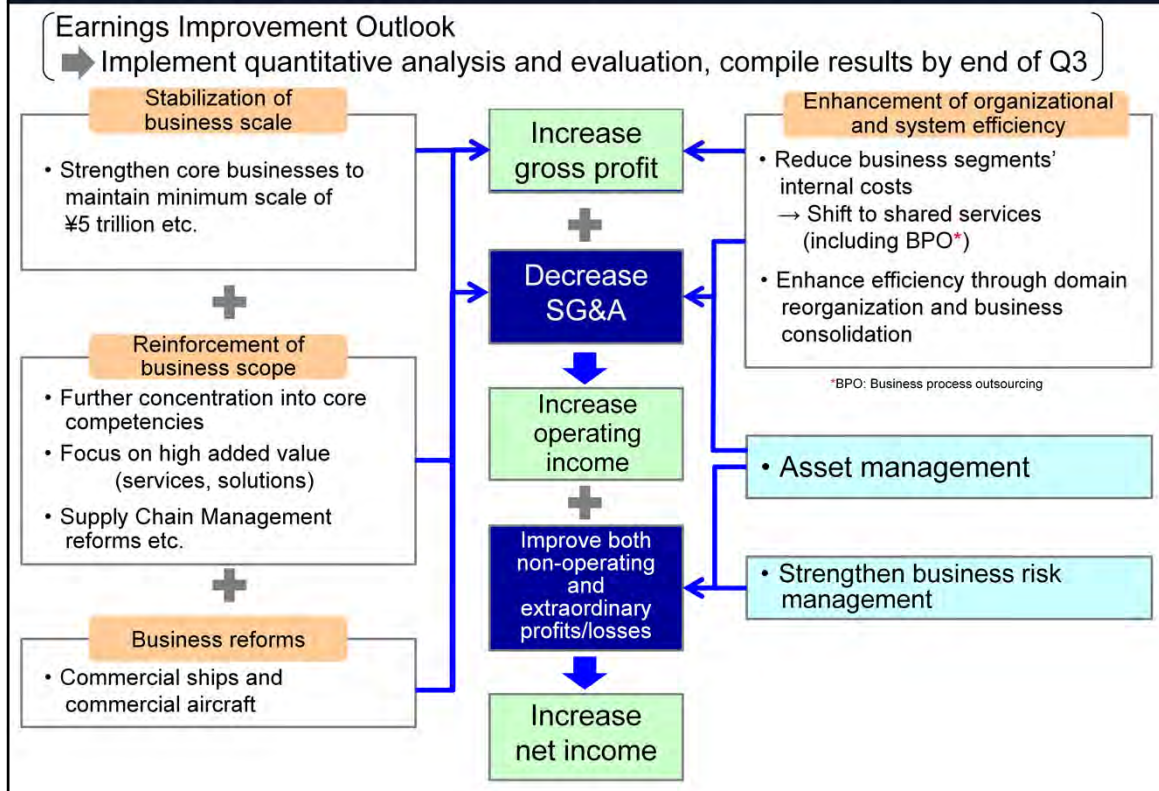 Earnings Improvement Outlook
Implement quantitative analysis and evaluation, compile results by end of Q3
Stabilization of
business scale
• Strengthen core businesses to
maintain minimum scale of
¥5 trillion etc.
Reinforcement of
business scope
• Further concentration into core
competencies
• Focus on high added value
(services, solutions)
• Supply Chain Management
reforms etc.
Business reforms
• Commercial ships and
commercial aircraft
Increase
gross profit
Decrease
SG&A
Increase
operating
income
Improve both
non-operating
and
extraordinary
profits/losses
Increase
net income
Enhancement of organizational
and system efficiency
• Reduce business segments'
internal costs
→ Shift to shared services
(including BPO*)
• Enhance efficiency through domain
reorganization and business
consolidation
*BPO: Business process outsourcing
• Asset management
• Strengthen business risk
management